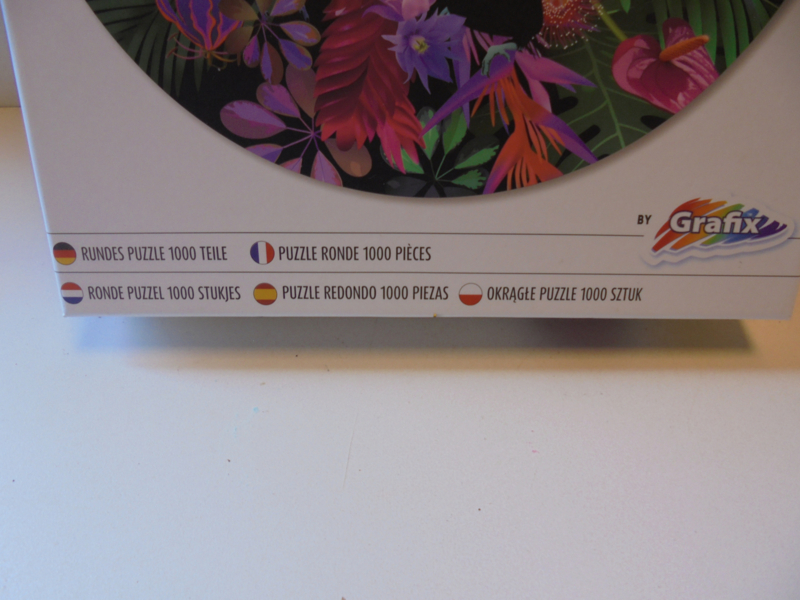 BY Grafix
RUNDES PUZZLE 1000 TEILE PUZZLE RONDE 1000 PIÈCES
RONDE PUZZEL 1000 STUKJES PUZZLE REDONDO 1000 PIEZAS OKRĄGŁE PUZZLE 1000 SZTUK